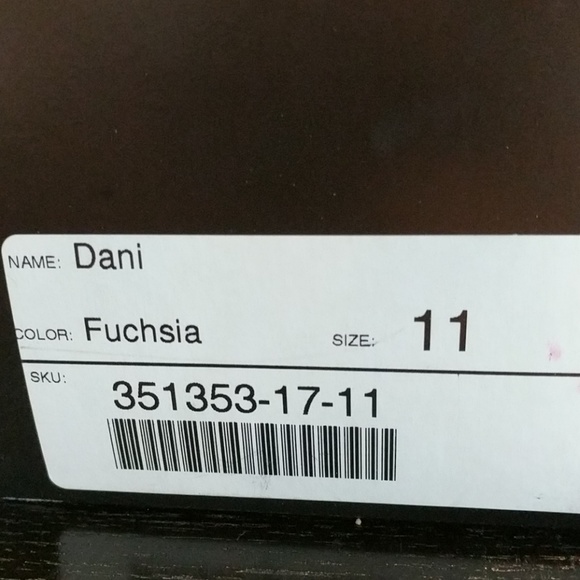 NAME: Dani
COLOR: Fuchsia SIZE: 11
SKU:
351353-17-11